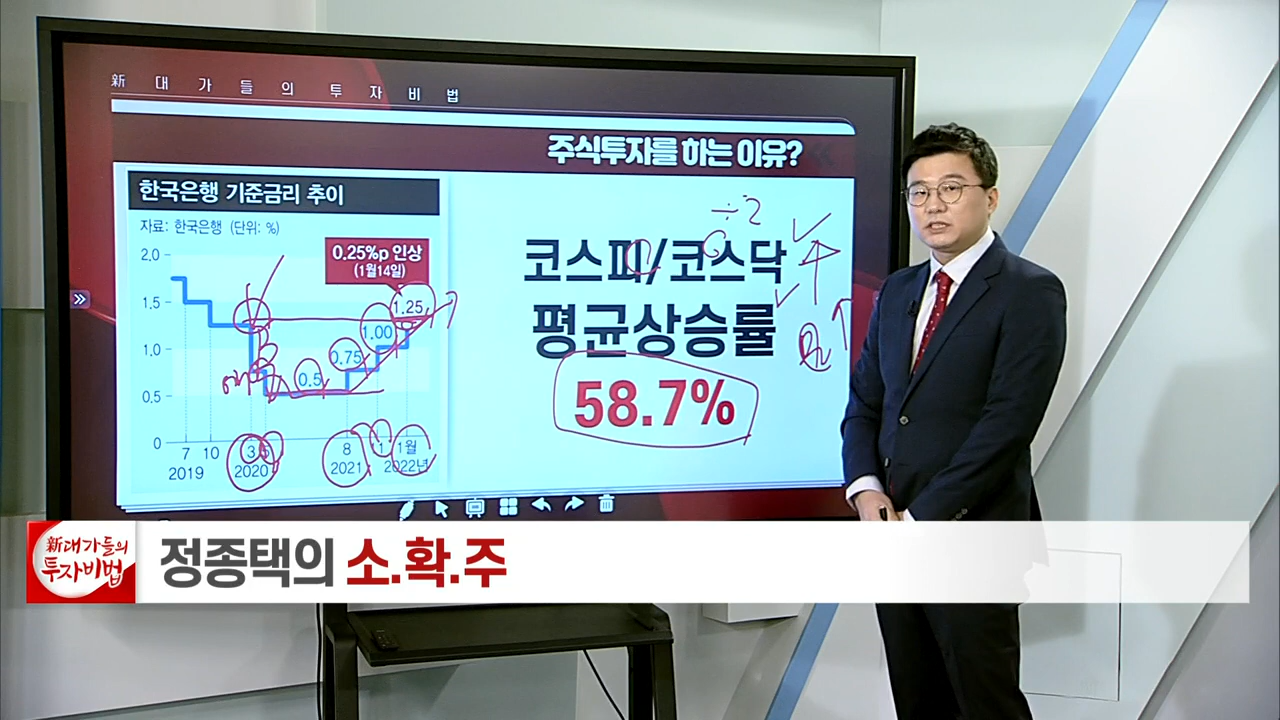 新 대 가 들 의 투 자 비 법
주식투자를 하는 이유?
한국은행 기준금리 추이
자료: 한국은행 (단위: %)
0.25%p 인상
(1월14일)
2.0
1.5
1.0
0.5
0
1.25
1.00
0.75
0.5
7 10 3 5 8 11 1월
2019 2020 2021 2022년
÷2
코스피/코스닥
평균상승률
58.7%
新대가들의
투자비법
정종택의 소.확.주